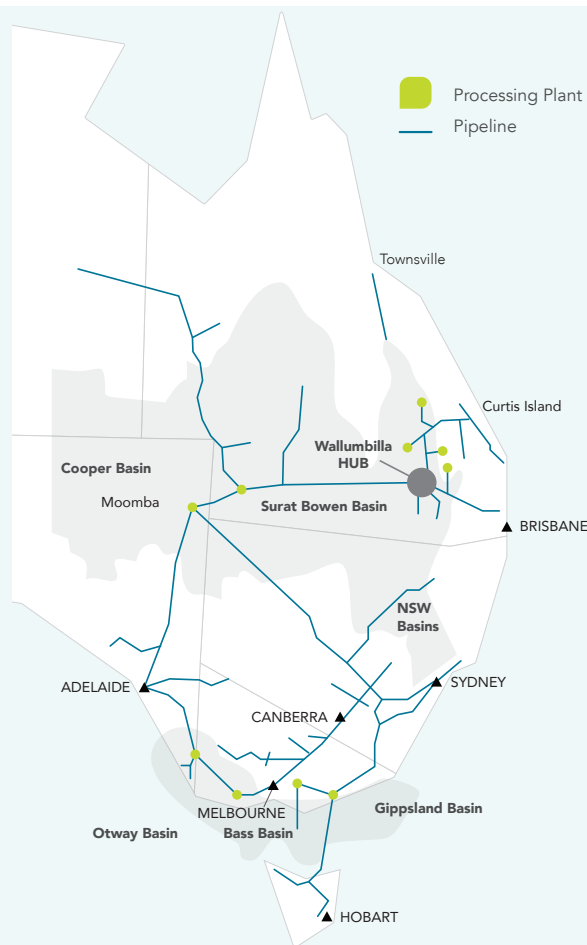 Processing Plant
Pipeline
Townsville
Curtis Island
Wallumbilla
HUB
Cooper Basin
Moomba
Surat Bowen Basin
BRISBANE
NSW
Basins
ADELAIDE
SYDNEY
CANBERRA
MELBOURNE
Gippsland Basin
Otway Basin
Bass Basin
HOBART